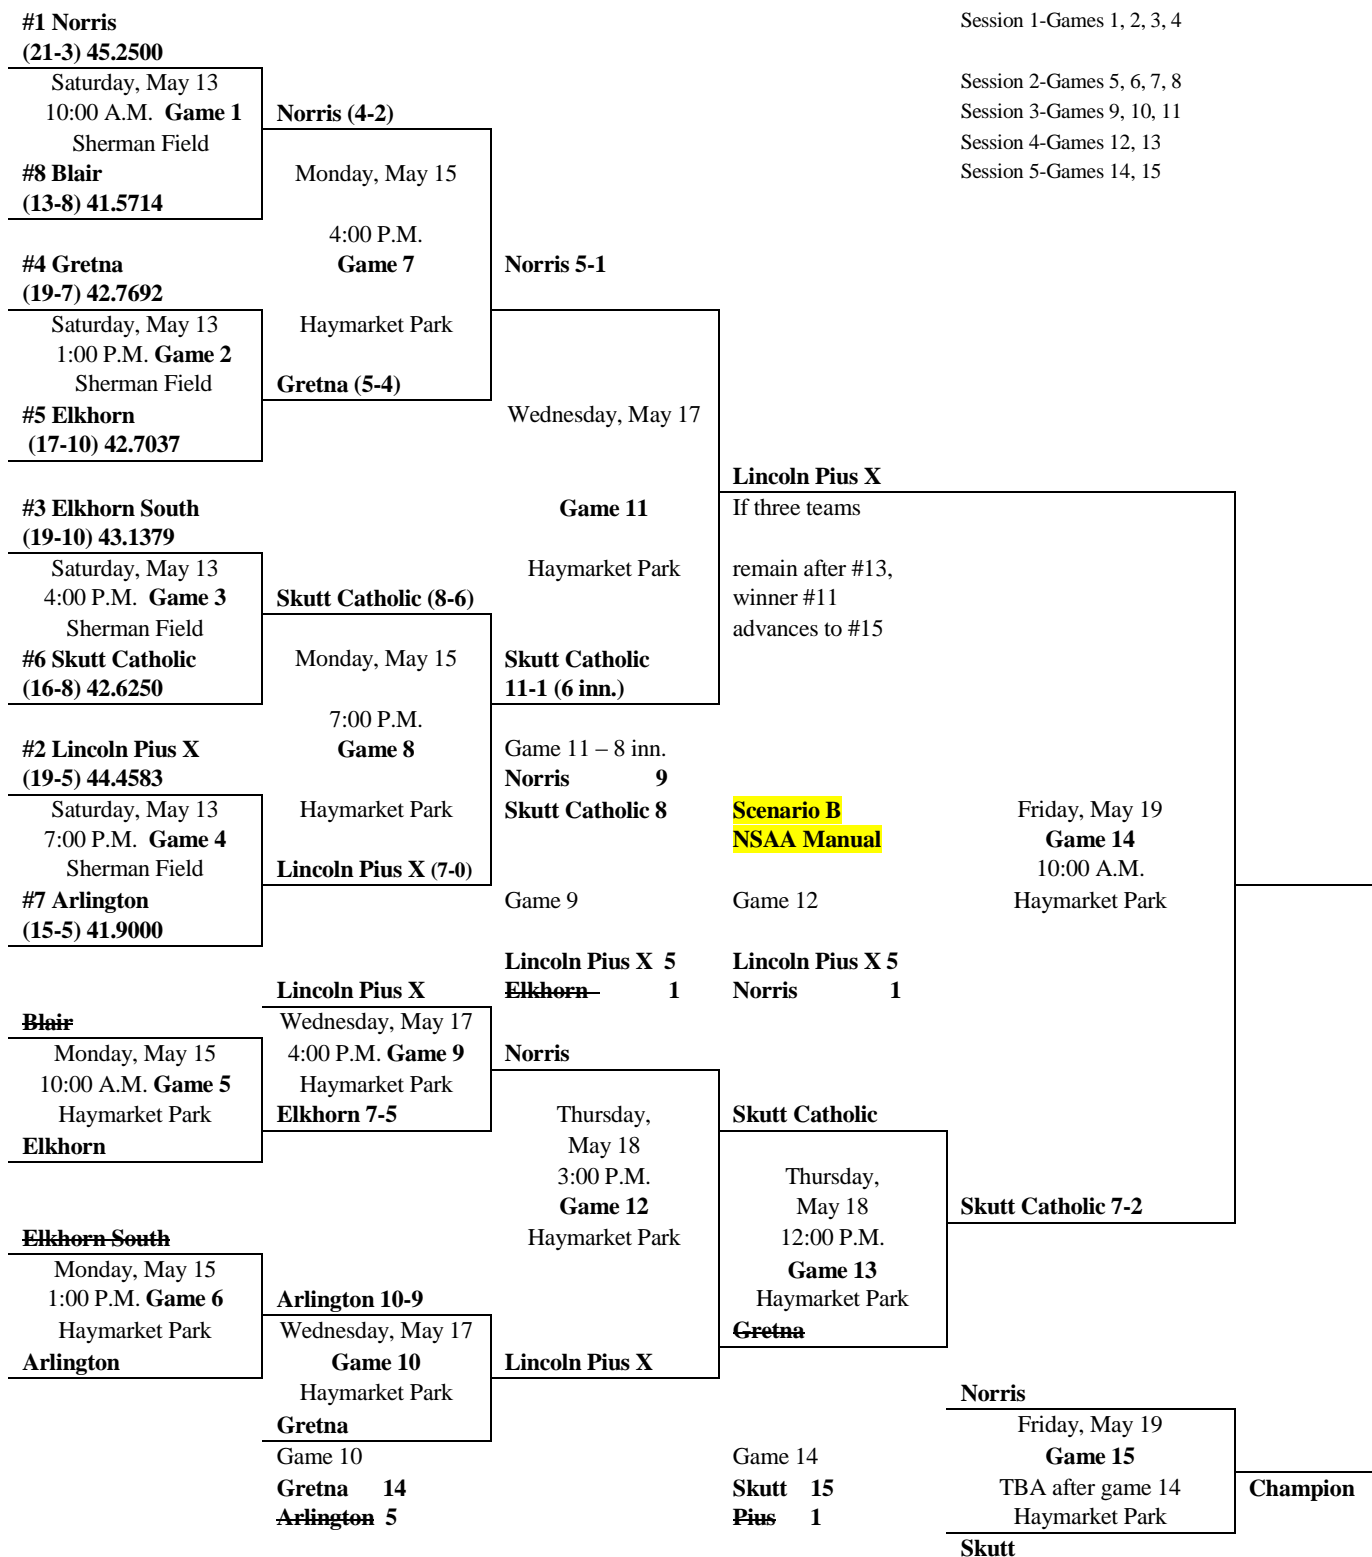 #1 Norris
(21-3) 45.2500
Saturday, May 13
10:00 A.M. Game 1
Sherman Field
#8 Blair
(13-8) 41.5714
#4 Gretna
(19-7) 42.7692
Saturday, May 13
1:00 P.M. Game 2
Sherman Field
#5 Elkhorn
(17-10) 42.7037
#3 Elkhorn South
(19-10) 43.1379
Saturday, May 13
4:00 P.M. Game 3
Sherman Field
#6 Skutt Catholic
(16-8) 42.6250
#2 Lincoln Pius X
(19-5) 44.4583
Saturday, May 13
7:00 P.M. Game 4
Sherman Field
#7 Arlington
(15-5) 41.9000
Blair
Monday, May 15
10:00 A.M. Game 5
Haymarket Park
Elkhorn
Elkhorn South
Monday, May 15
1:00 P.M. Game 6
Haymarket Park
Arlington
Norris (4-2)
Monday, May 15
4:00 P.M.
Game 7
Haymarket Park
Gretna (5-4)
Skutt Catholic (8-6)
Monday, May 15
7:00 P.M.
Game 8
Haymarket Park
Lincoln Pius X (7-0)
Lincoln Pius X
Wednesday, May 17
4:00 P.M. Game 9
Haymarket Park
Elkhorn 7-5
Arlington 10-9
Wednesday, May 17
Game 10
Haymarket Park
Gretna
Game 10
Gretna 14
Arlington 5
Norris 5-1
Wednesday, May 17
Game 11
Haymarket Park
Skutt Catholic
11-1 (6 inn.)
Game 11 – 8 inn.
Norris 9
Skutt Catholic 8
Game 9
Lincoln Pius X 5
Elkhorn 1
Norris
Thursday,
May 18
3:00 P.M.
Game 12
Haymarket Park
Lincoln Pius X
Lincoln Pius X
If three teams
remain after #13,
winner #11
advances to #15
Scenario B
NSAA Manual
Game 12
Lincoln Pius X 5
Norris 1
Skutt Catholic
Thursday,
May 18
12:00 P.M.
Game 13
Haymarket Park
Gretna
Game 14
Skutt 15
Pius 1
Session 1-Games 1, 2, 3, 4
Session 2-Games 5, 6, 7, 8
Session 3-Games 9, 10, 11
Session 4-Games 12, 13
Session 5-Games 14, 15
Friday, May 19
Game 14
10:00 A.M.
Haymarket Park
Skutt Catholic 7-2
Norris
Friday, May 19
Game 15
TBA after game 14
Haymarket Park
Skutt
Champion